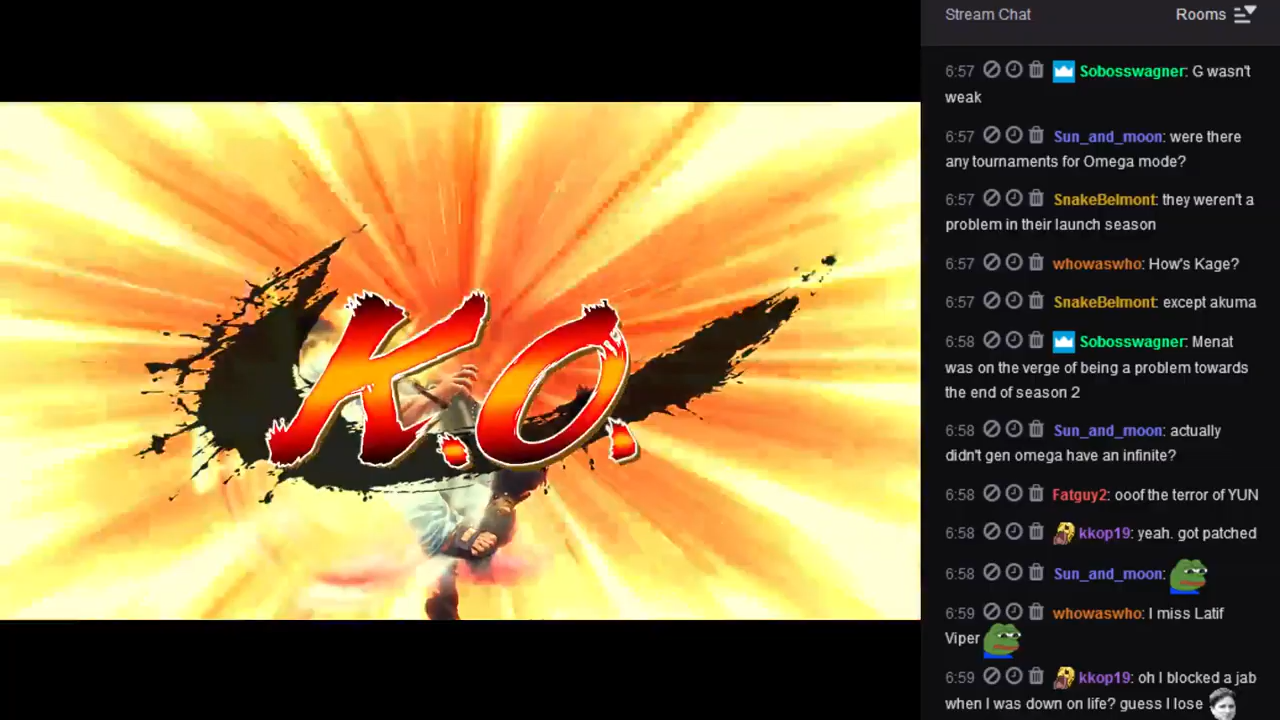 Stream Chat Rooms
K.O.
6:57 Sobosswagner: G wasn't
weak
6:57 Sun_and_moon: were there
any tournaments for Omega mode?
6:57 SnakeBelmont: they weren't a
problem in their launch season
6:57 whowaswho: How's Kage?
6:57 SnakeBelmont: except akuma
6:58 Sobosswagner: Menat
was on the verge of being a problem towards
the end of season 2
6:58 Sun_and_moon: actually
didn't gen omega have an infinite?
6:58 Fatguy2: ooof the terror of YUN
6:58 kkop19: yeah. got patched
6:58 Sun_and_moon:
6:59 whowaswho: I miss Latif
Viper
6:59 kkop19: oh I blocked a jab
when I was down on life? guess I lose